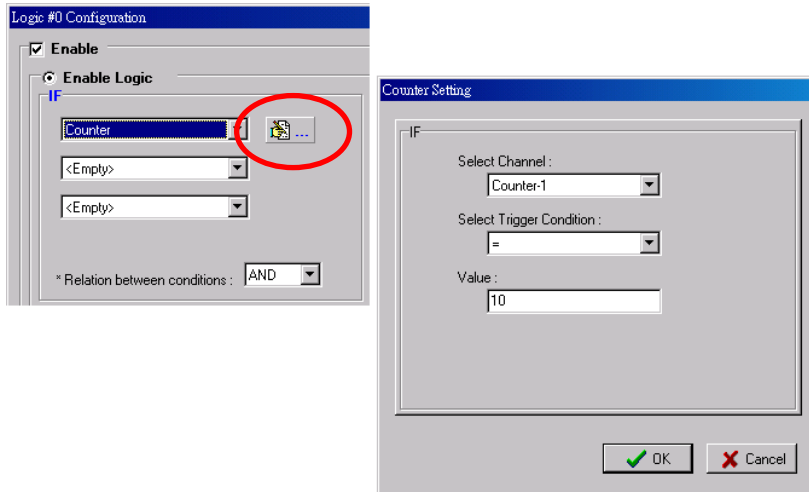 Logic #0 Configuration
Enable
Enable Logic
IF
Counter
...
<Empty>
<Empty>
* Relation between conditions : AND
Counter Setting
IF
Select Channel :
Counter-1
Select Trigger Condition :
=
Value :
10
OK
Cancel